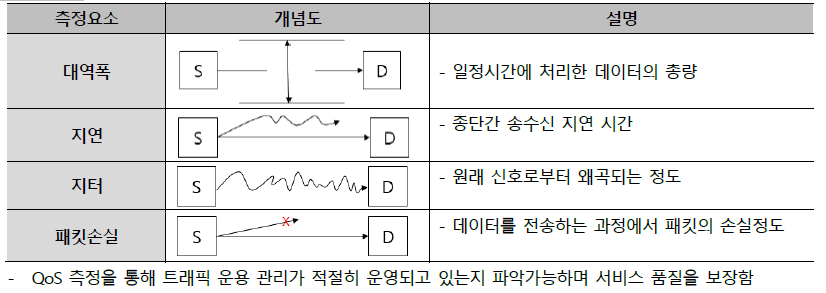 측정요소 개념도 설명
대역폭 S D - 일정시간에 처리한 데이터의 총량
지연 S D - 종단간 송수신 지연 시간
지터 S D - 원래 신호로부터 왜곡되는 정도
패킷손실 S X D - 데이터를 전송하는 과정에서 패킷의 손실정도
- QoS 측정을 통해 트래픽 운용 관리가 적절히 운영되고 있는지 파악가능하며 서비스 품질을 보장함